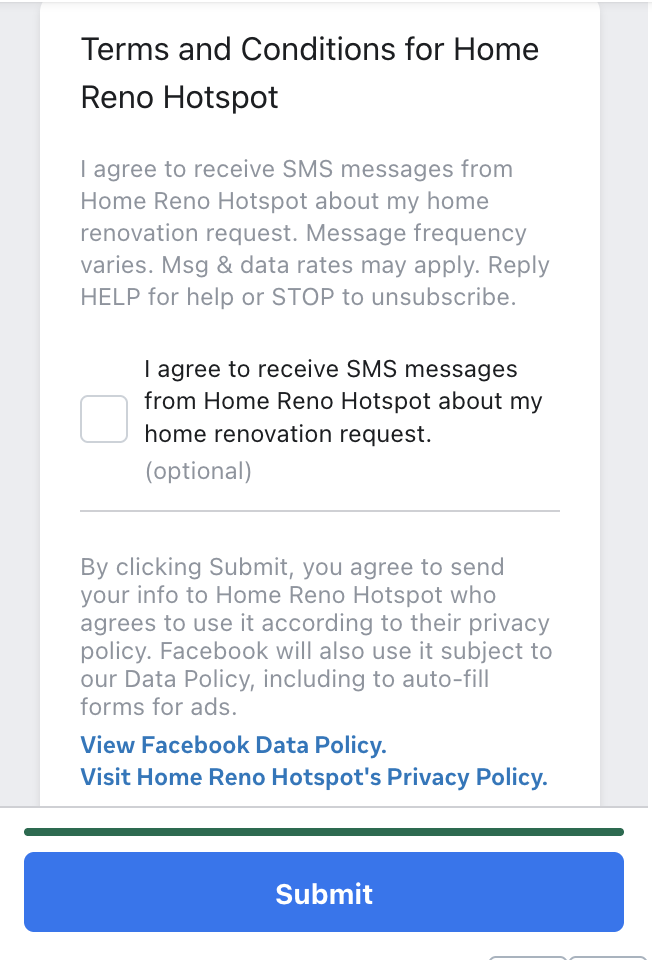 Terms and Conditions for Home
Reno Hotspot
I agree to receive SMS messages from
Home Reno Hotspot about my home
renovation request. Message frequency
varies. Msg & data rates may apply. Reply
HELP for help or STOP to unsubscribe.
I agree to receive SMS messages
from Home Reno Hotspot about my
home renovation request.
(optional)
By clicking Submit, you agree to send
your info to Home Reno Hotspot who
agrees to use it according to their privacy
policy. Facebook will also use it subject to
our Data Policy, including to auto-fill
forms for ads.
View Facebook Data Policy.
Visit Home Reno Hotspot's Privacy Policy.
Submit